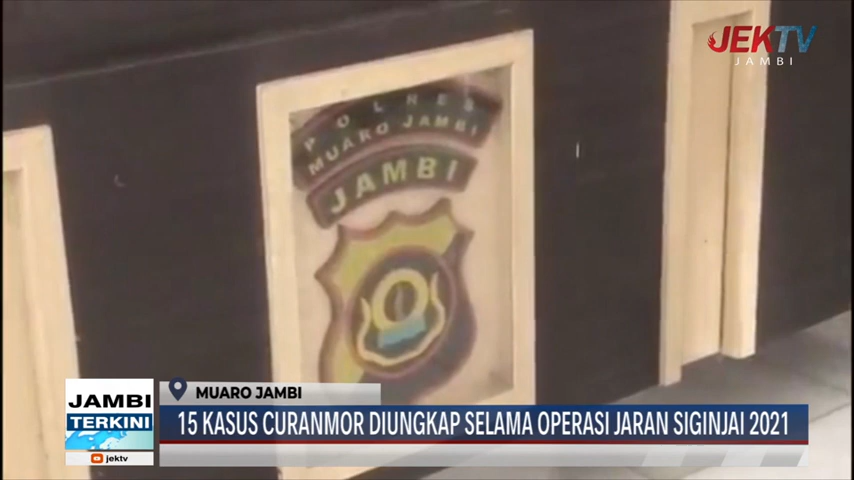 JEKTV
JAMBI
POLRES
MUARO JAMBI
JAMBI
JAMBI
TERKINI
jektv
MUARO JAMBI
15 KASUS CURANMOR DIUNGKAP SELAMA OPERASI JARAN SIGINJAI 2021